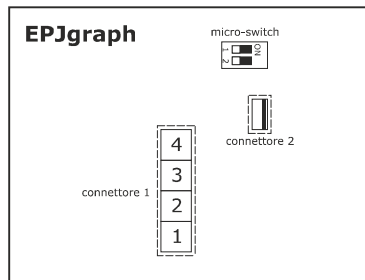 EPJgraph
micro-switch
1
2
ON
connettore 2
4
3
2
1
connettore 1